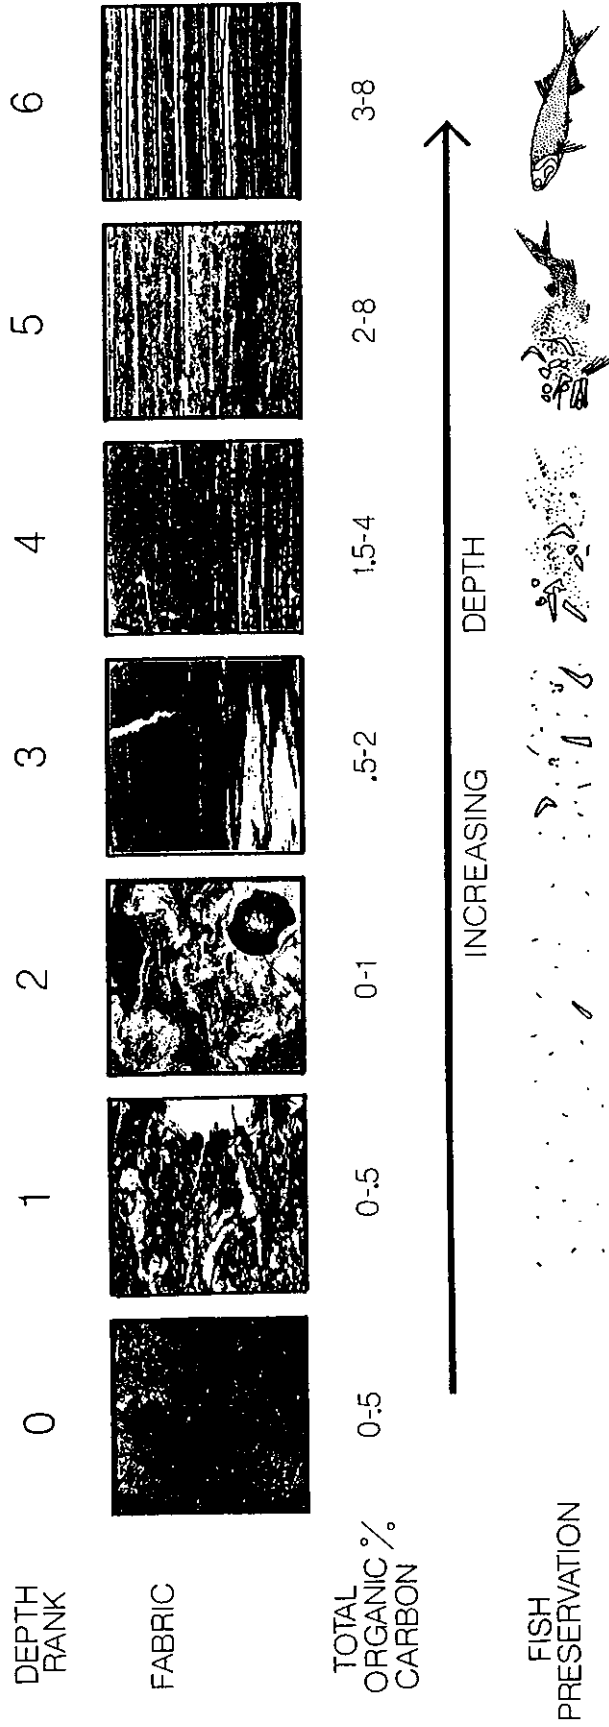 DEPTH
RANK
0
1
2
3
4
5
6
FABRIC
TOTAL
ORGANIC %
CARBON
0-.5
0-.5
0-1
.5-2
1.5-4
2-8
3-8
INCREASING DEPTH
FISH
PRESERVATION